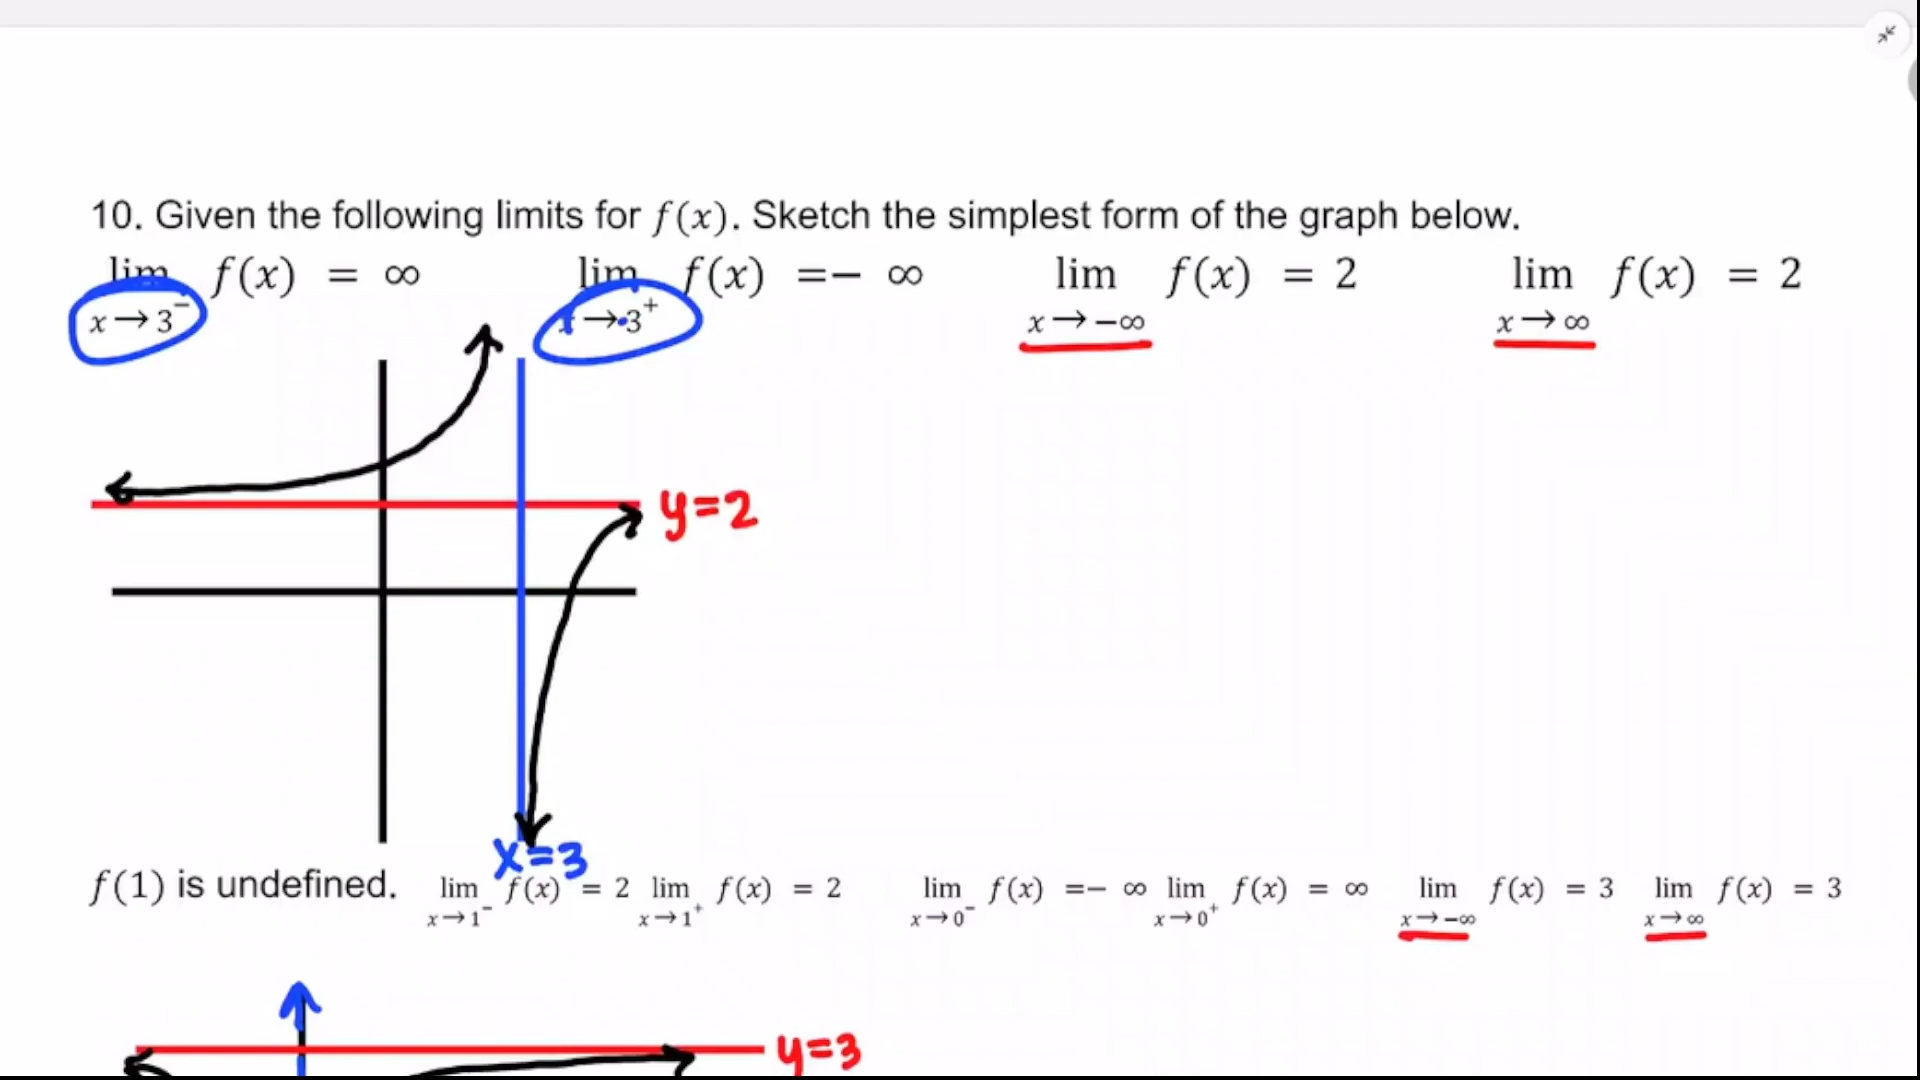 10. Given the following limits for f(x). Sketch the simplest form of the graph below.
lim x→3⁻ f(x) = ∞ lim x→3⁺ f(x) =− ∞ lim x→−∞ f(x) = 2 lim x→∞ f(x) = 2
y=2
x=3
f(1) is undefined. lim x→1⁻ f(x) = 2 lim x→1⁺ f(x) = 2 lim x→0⁻ f(x) =− ∞ lim x→0⁺ f(x) = ∞ lim x→−∞ f(x) = 3 lim x→∞ f(x) = 3
y=3